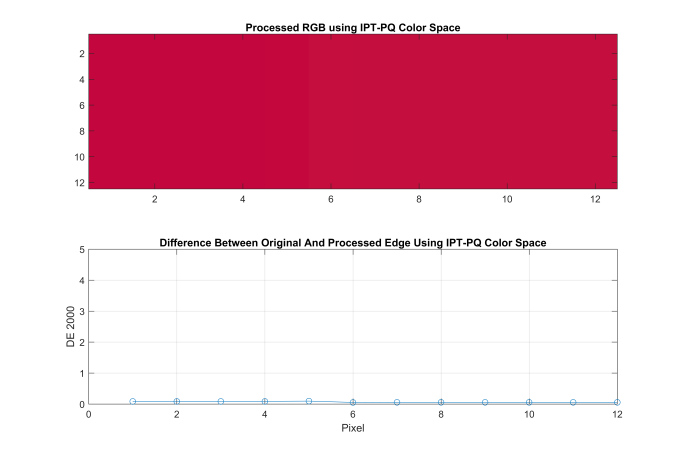 Processed RGB using IPT-PQ Color Space
2
4
6
8
10
12
2 4 6 8 10 12
Difference Between Original And Processed Edge Using IPT-PQ Color Space
5
4
3
2
1
0
DE 2000
0 2 4 6 8 10 12
Pixel